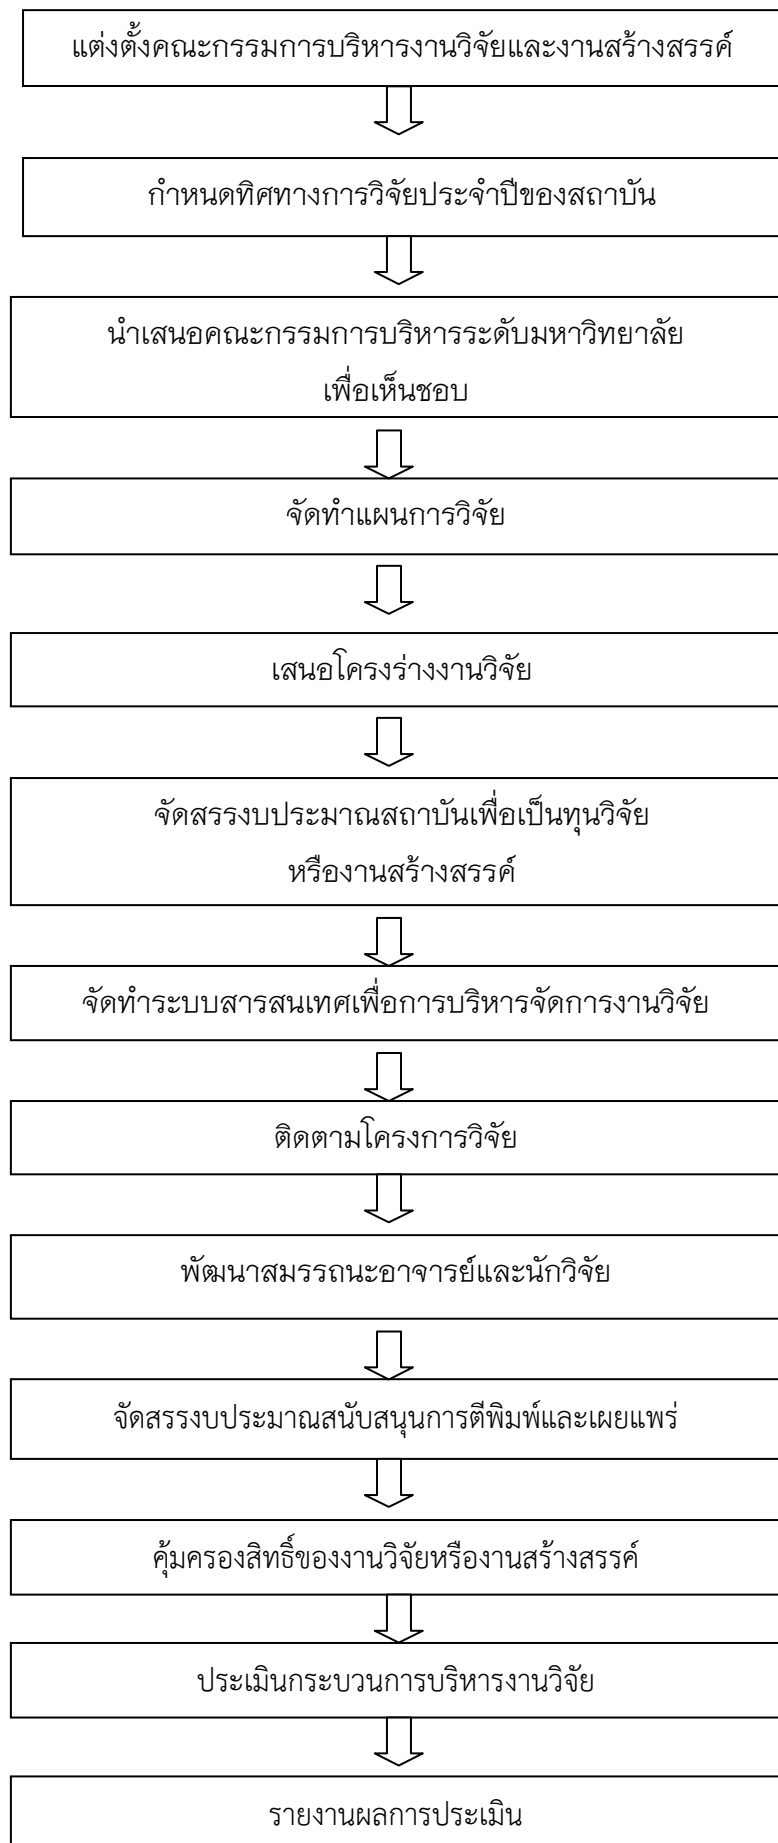 แต่งตั้งคณะกรรมการบริหารงานวิจัยและงานสร้างสรรค์
กำหนดทิศทางการวิจัยประจำปีของสถาบัน
นำเสนอคณะกรรมการบริหารระดับมหาวิทยาลัย
เพื่อเห็นชอบ
จัดทำแผนการวิจัย
เสนอโครงร่างงานวิจัย
จัดสรรงบประมาณสถาบันเพื่อเป็นทุนวิจัย
หรืองานสร้างสรรค์
จัดทำระบบสารสนเทศเพื่อการบริหารจัดการงานวิจัย
ติดตามโครงการวิจัย
พัฒนาสมรรถนะอาจารย์และนักวิจัย
จัดสรรงบประมาณสนับสนุนการตีพิมพ์และเผยแพร่
คุ้มครองสิทธิ์ของงานวิจัยหรืองานสร้างสรรค์
ประเมินกระบวนการบริหารงานวิจัย
รายงานผลการประเมิน